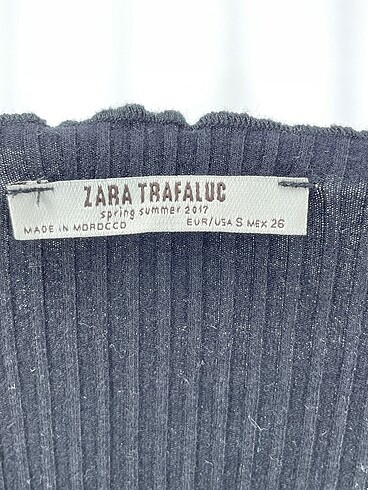 ZARA TRAFALUC
spring summer 2017
MADE IN MOROCCO EUR/USA S MEX 26